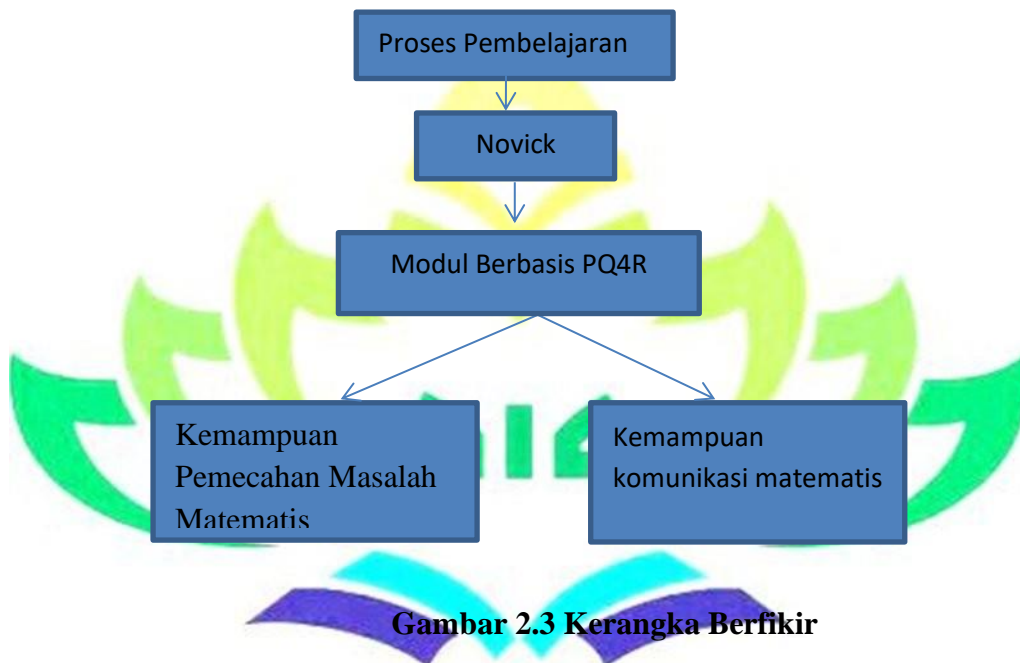 Proses Pembelajaran
Novick
Modul Berbasis PQ4R
Kemampuan
Pemecahan Masalah
Matematis
Kemampuan
komunikasi matematis
Gambar 2.3 Kerangka Berfikir